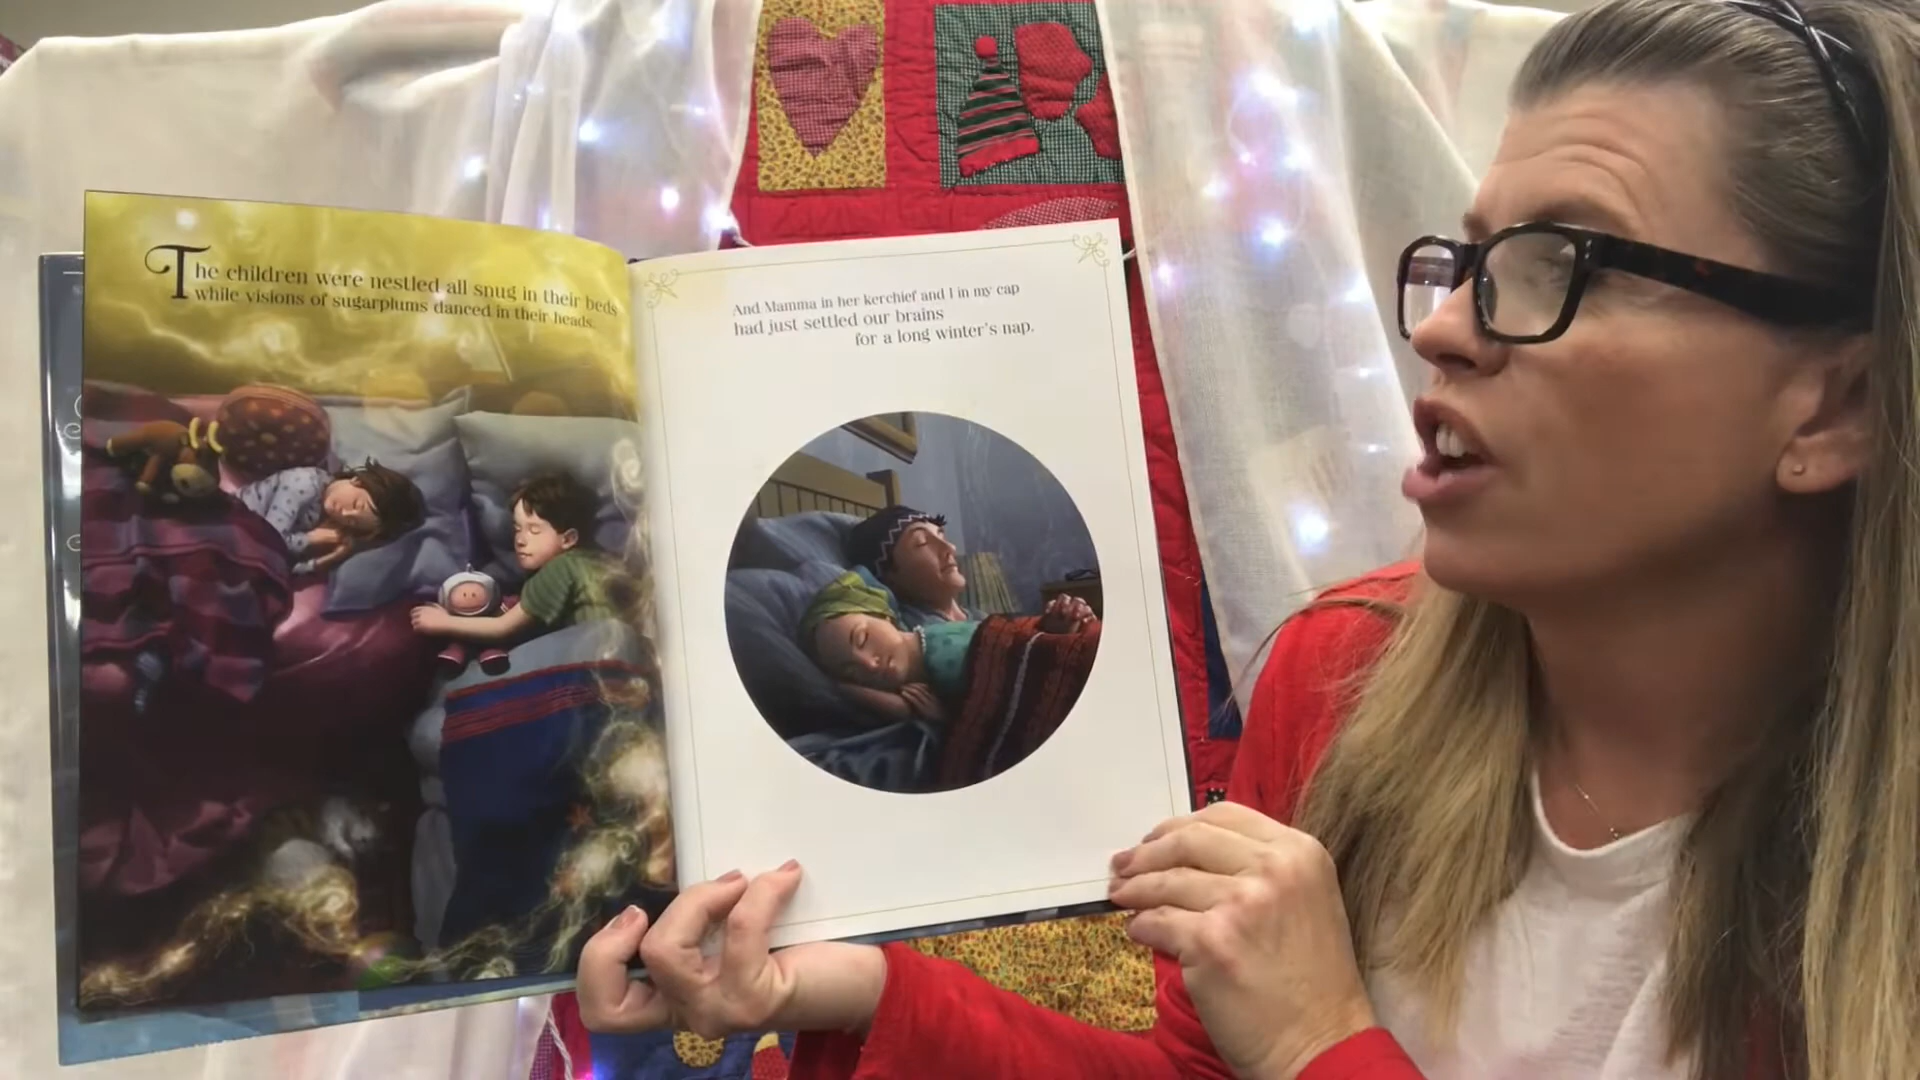 The children were nestled all snug in their beds
while visions of sugarplums danced in their heads.
And Mamma in her kerchief and I in my cap
had just settled our brains
for a long winter's nap.